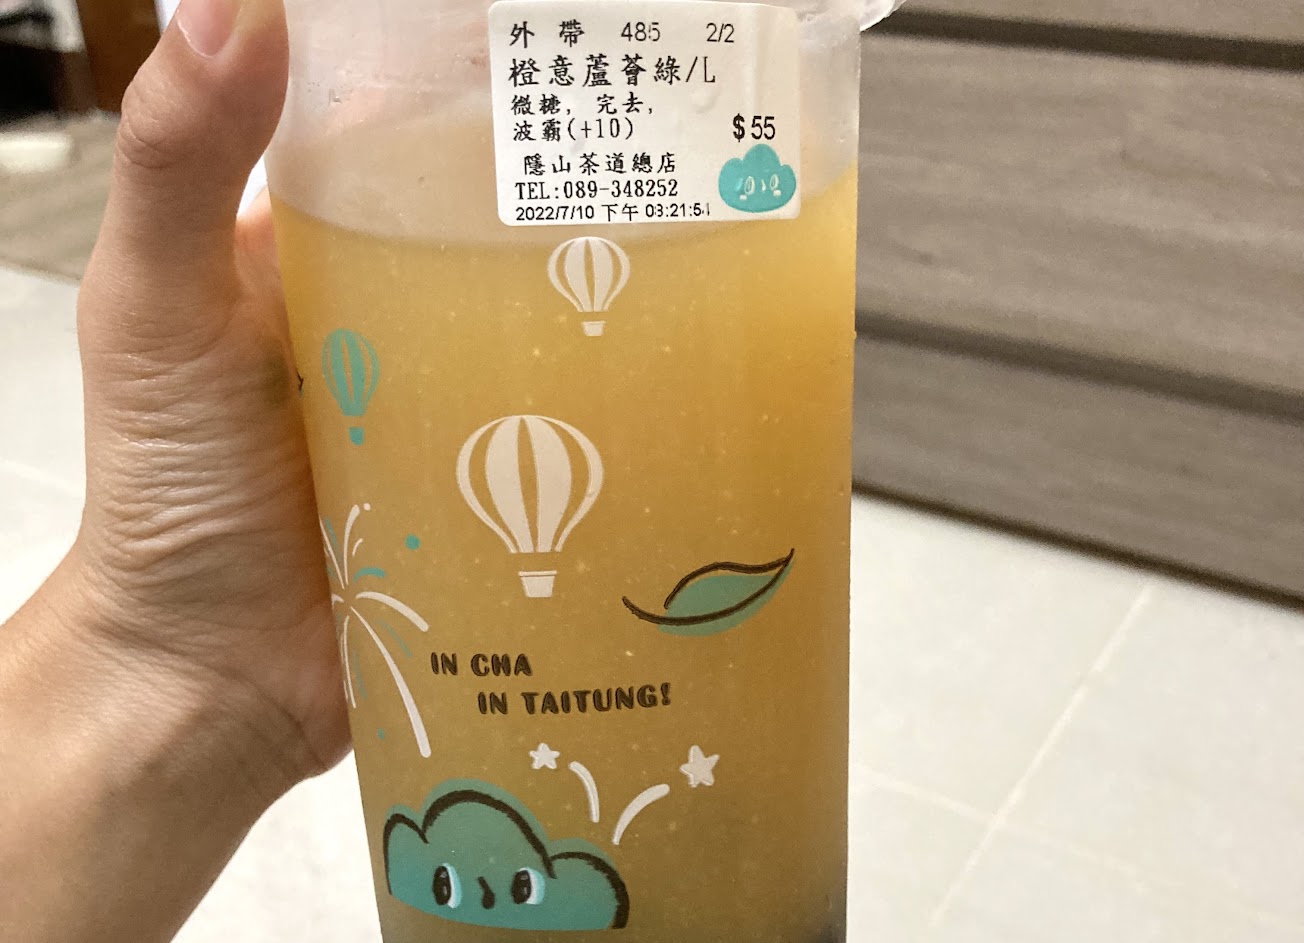 外 帶 485 2/2
橙意蘆薈綠/L
微糖, 完去,
波霸(+10) $55
隱山茶道總店
TEL:089-348252
2022/7/10 下午 03:21:51
IN CHA
IN TAITUNG!